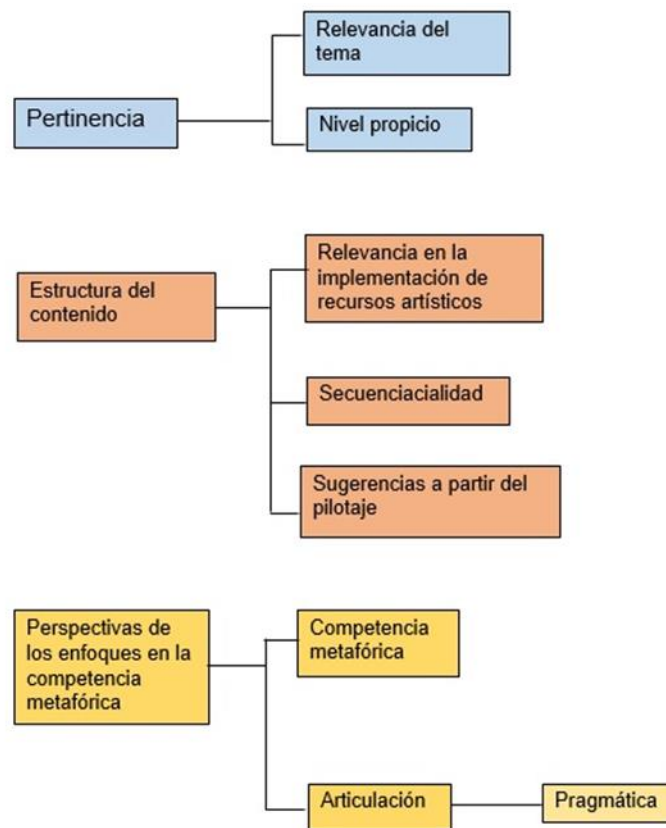 Relevancia del
tema
Pertinencia
Nivel propicio
Relevancia en la
implementación de
recursos artísticos
Estructura del
contenido
Secuenciacialidad
Sugerencias a partir del
pilotaje
Perspectivas de
los enfoques en la
competencia
metafórica
Competencia
metafórica
Articulación
Pragmática